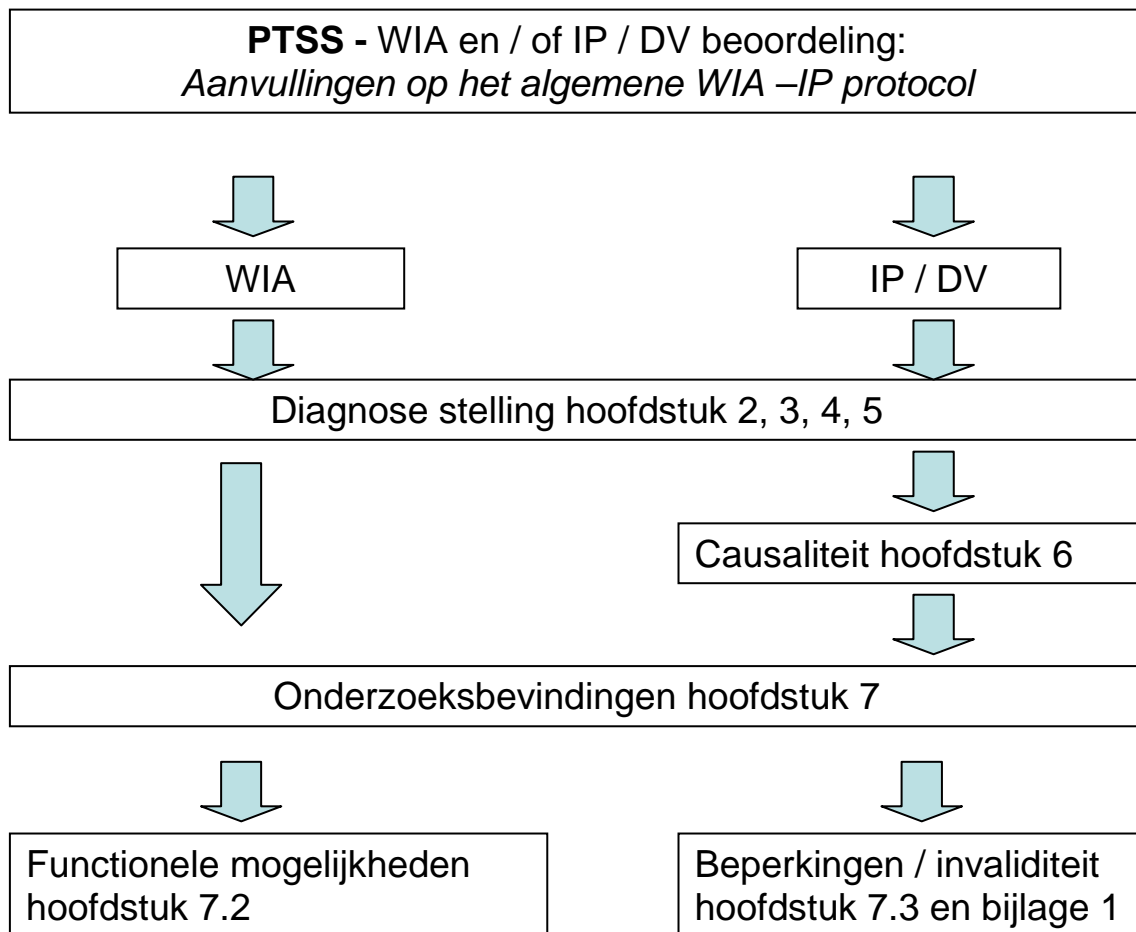 PTSS - WIA en / of IP / DV beoordeling:
Aanvullingen op het algemene WIA –IP protocol
WIA
IP / DV
Diagnose stelling hoofdstuk 2, 3, 4, 5
Causaliteit hoofdstuk 6
Onderzoeksbevindingen hoofdstuk 7
Functionele mogelijkheden
hoofdstuk 7.2
Beperkingen / invaliditeit
hoofdstuk 7.3 en bijlage 1